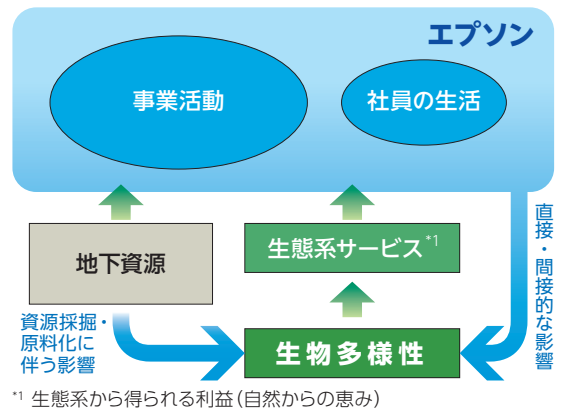 エプソン
事業活動
社員の生活
地下資源
生態系サービス*1
直接・間接的な影響
資源採掘・
原料化に
伴う影響
生物多様性
*1 生態系から得られる利益(自然からの恵み)